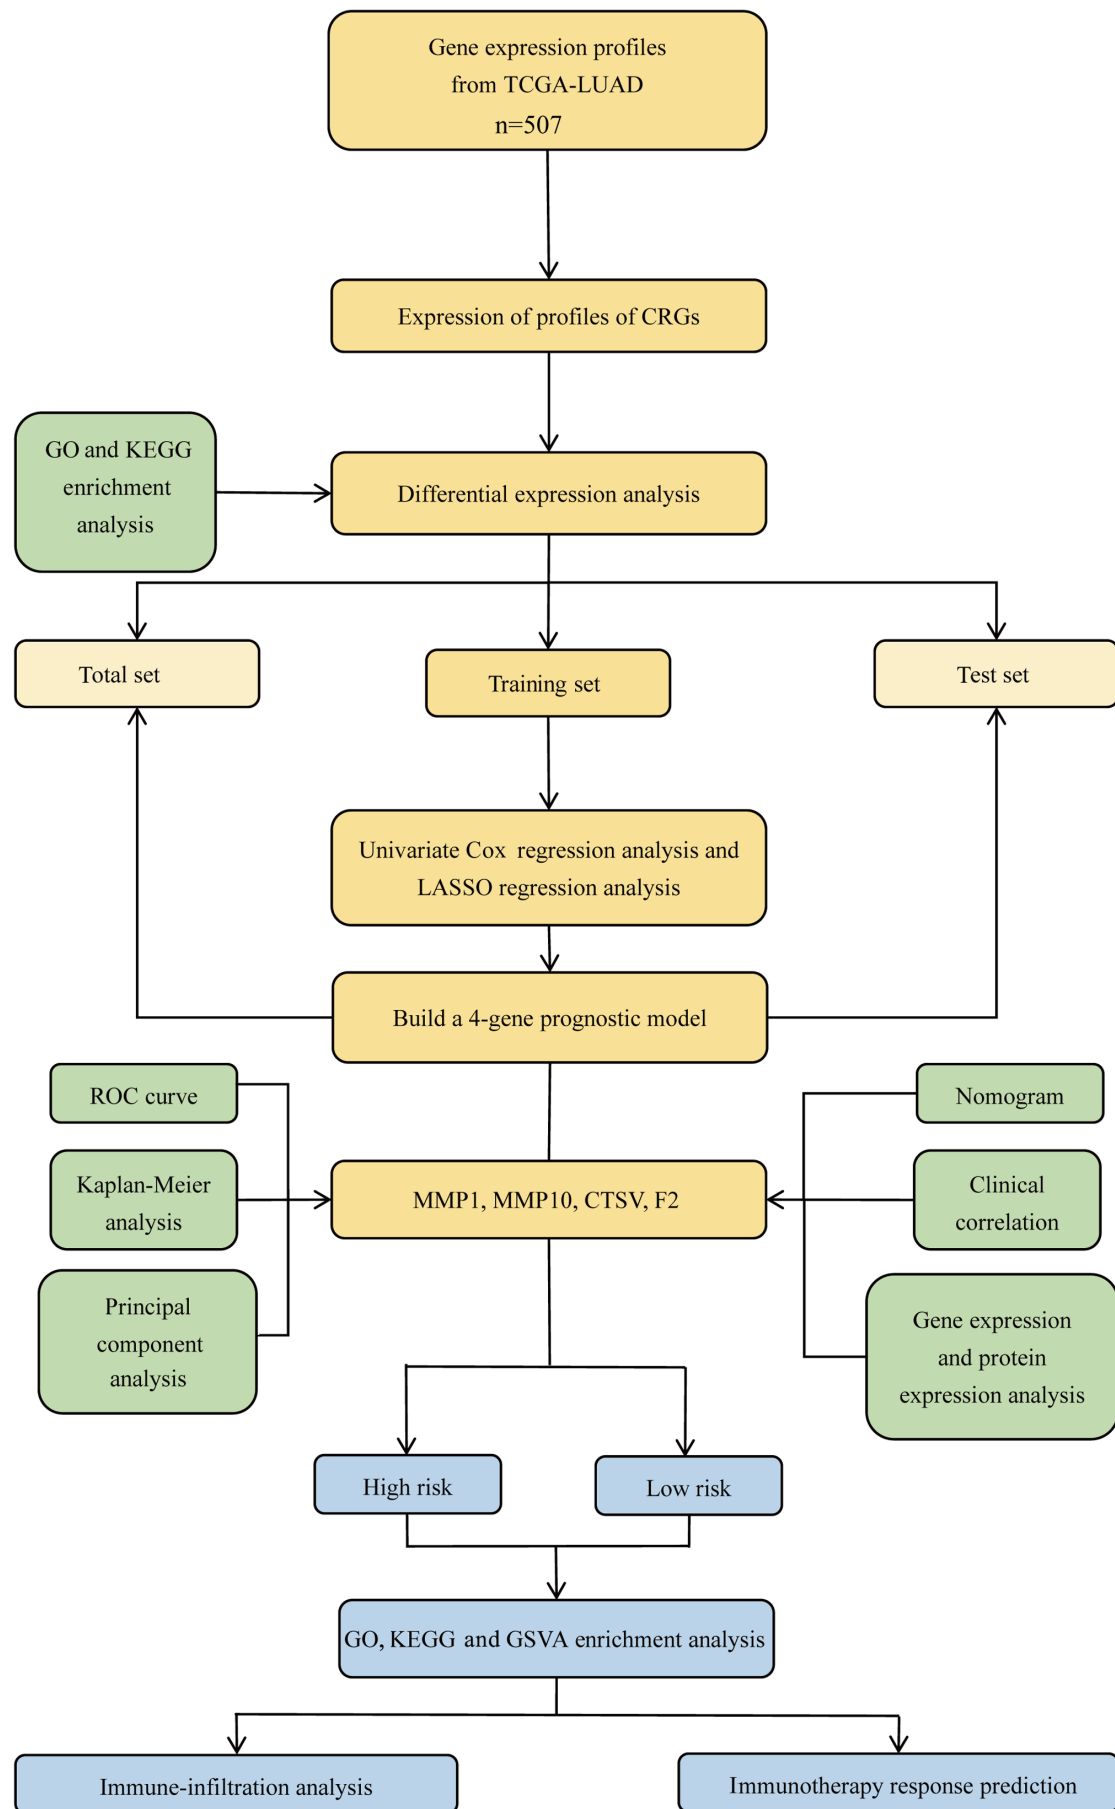 Gene expression profiles
from TCGA-LUAD
n=507
Expression of profiles of CRGs
GO and KEGG
enrichment
analysis
Differential expression analysis
Total set
Training set
Test set
Univariate Cox regression analysis and
LASSO regression analysis
Build a 4-gene prognostic model
ROC curve
Nomogram
Kaplan-Meier
analysis
MMP1, MMP10, CTSV, F2
Clinical
correlation
Principal
component
analysis
Gene expression
and protein
expression analysis
High risk
Low risk
GO, KEGG and GSVA enrichment analysis
Immune-infiltration analysis
Immunotherapy response prediction